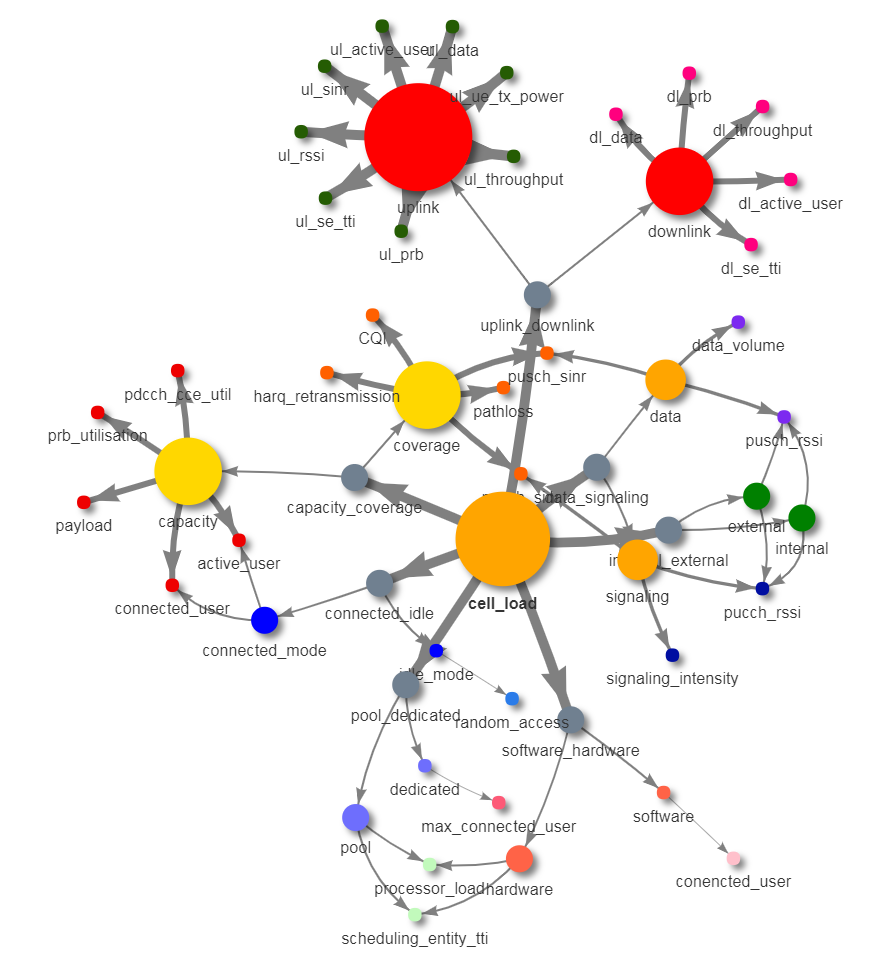 ul_active_user
ul_data
ul_sinr
ul_ue_tx_power
dl_prb
dl_throughput
dl_data
ul_rssi
ul_throughput
dl_active_user
uplink
ul_se_tti
downlink
ul_prb
dl_se_tti
uplink_downlink
CQI
data_volume
pusch_sinr
pdcch_cce_util
harq_retransmission
pathloss
data
prb_utilisation
coverage
pusch_rssi
data_signaling
capacity_coverage
payload
capacity
external
internal
active_user
signaling
cell_load
connected_user
connected_idle
pucch_rssi
connected_mode
idle_mode
signaling_intensity
pool_dedicated
random_access
software_hardware
dedicated
software
max_connected_user
pool
processor_load
hardware
conencted_user
scheduling_entity_tti